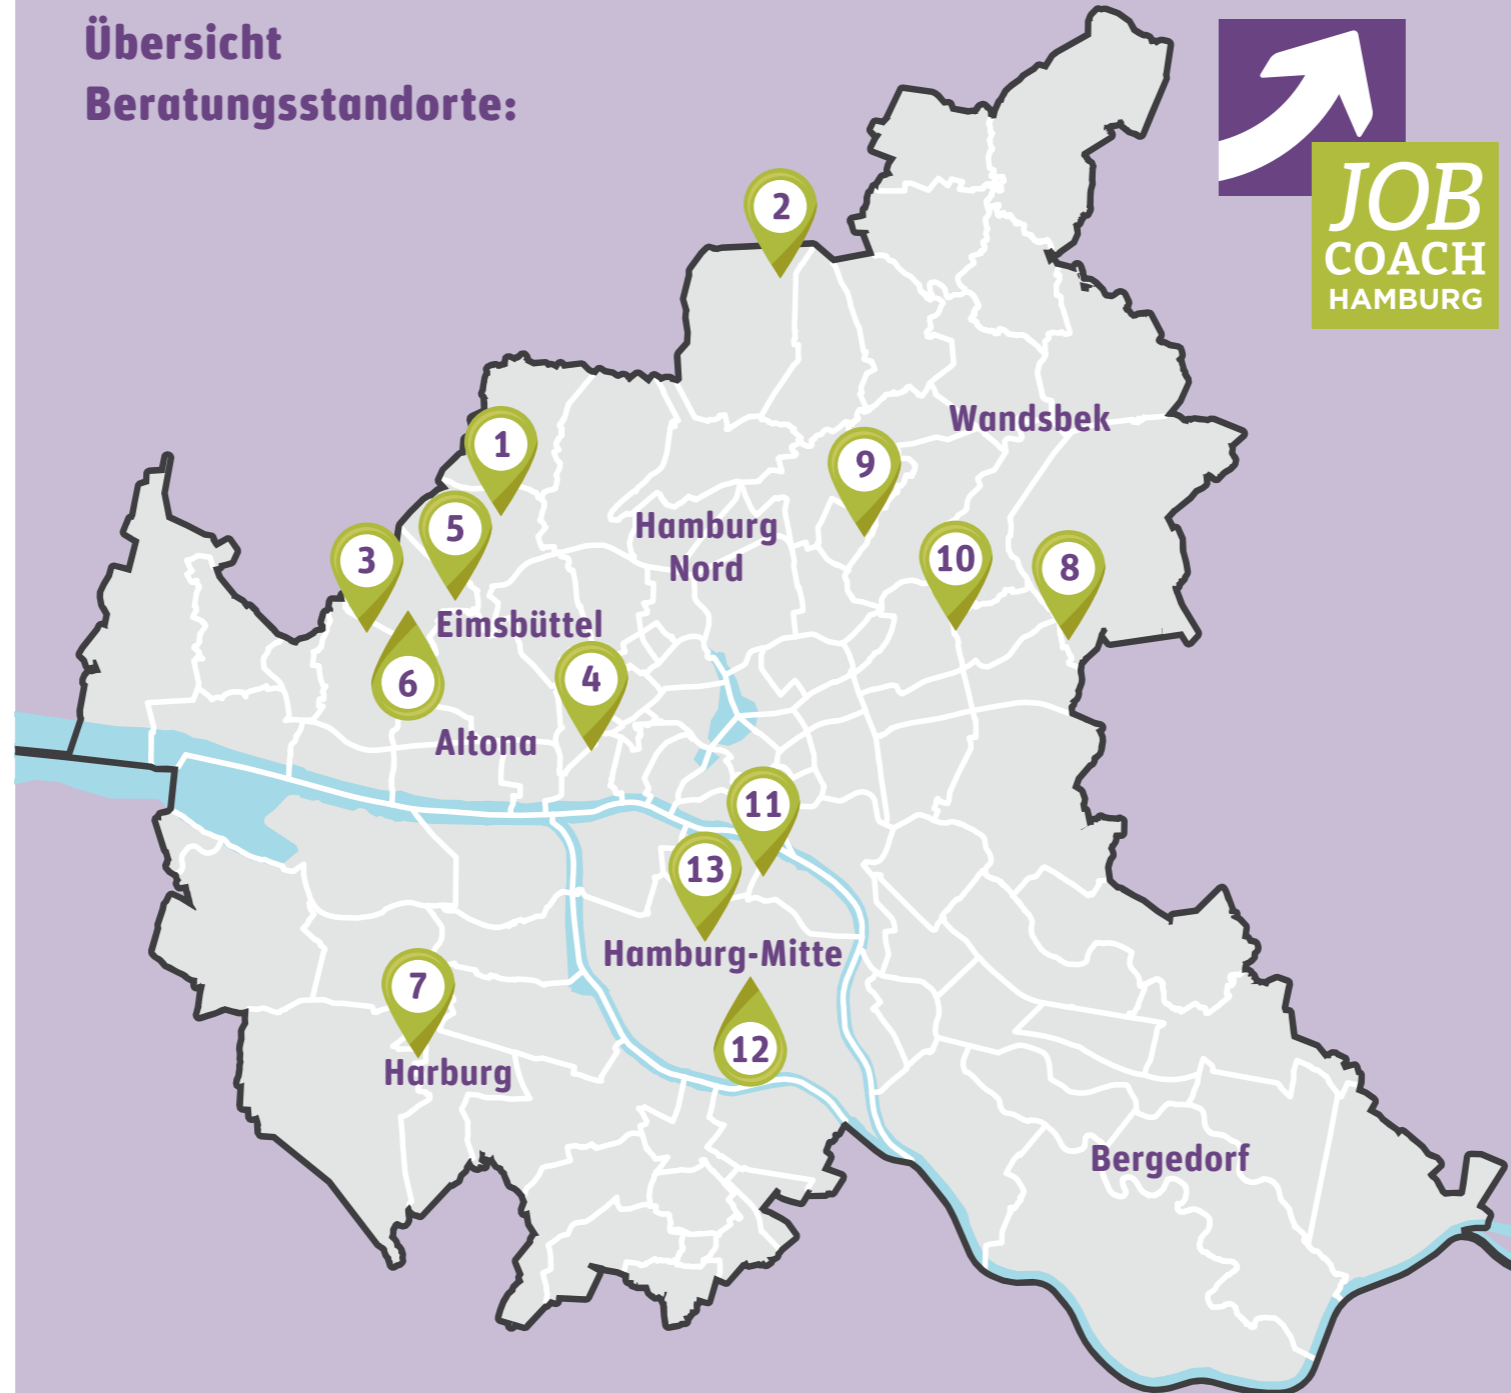 Übersicht
Beratungsstandorte:
JOB
COACH
HAMBURG
2
Wandsbek
1
9
5
Hamburg
Nord
3
10
8
Eimsbüttel
6
4
Altona
11
13
Hamburg-Mitte
7
12
Harburg
Bergedorf